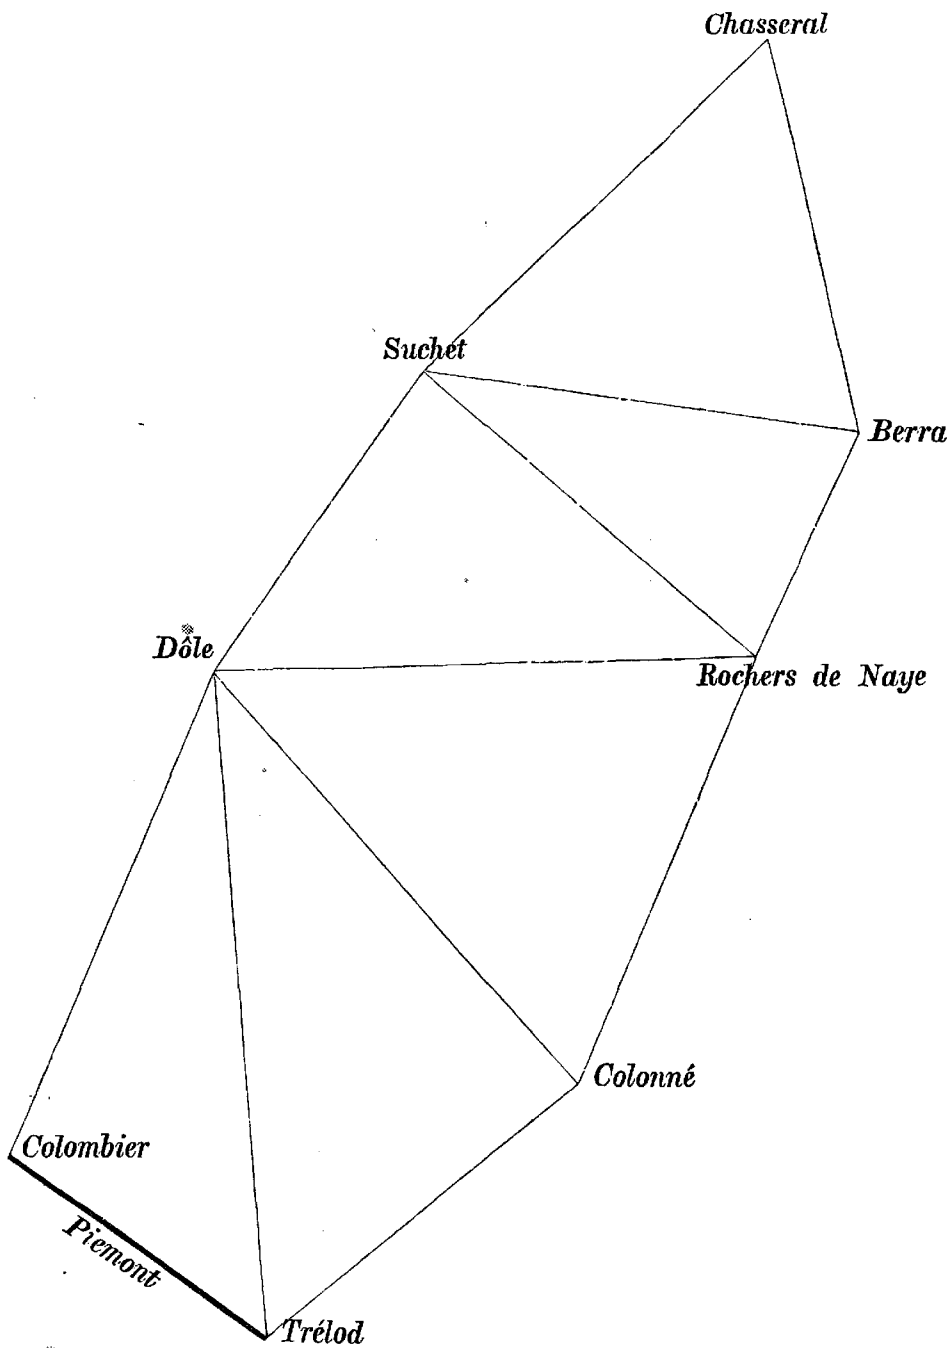 Chasseral
Suchet
Berra
Dôle
Rochers de Naye
Colonné
Colombier
Piemont
Trélod